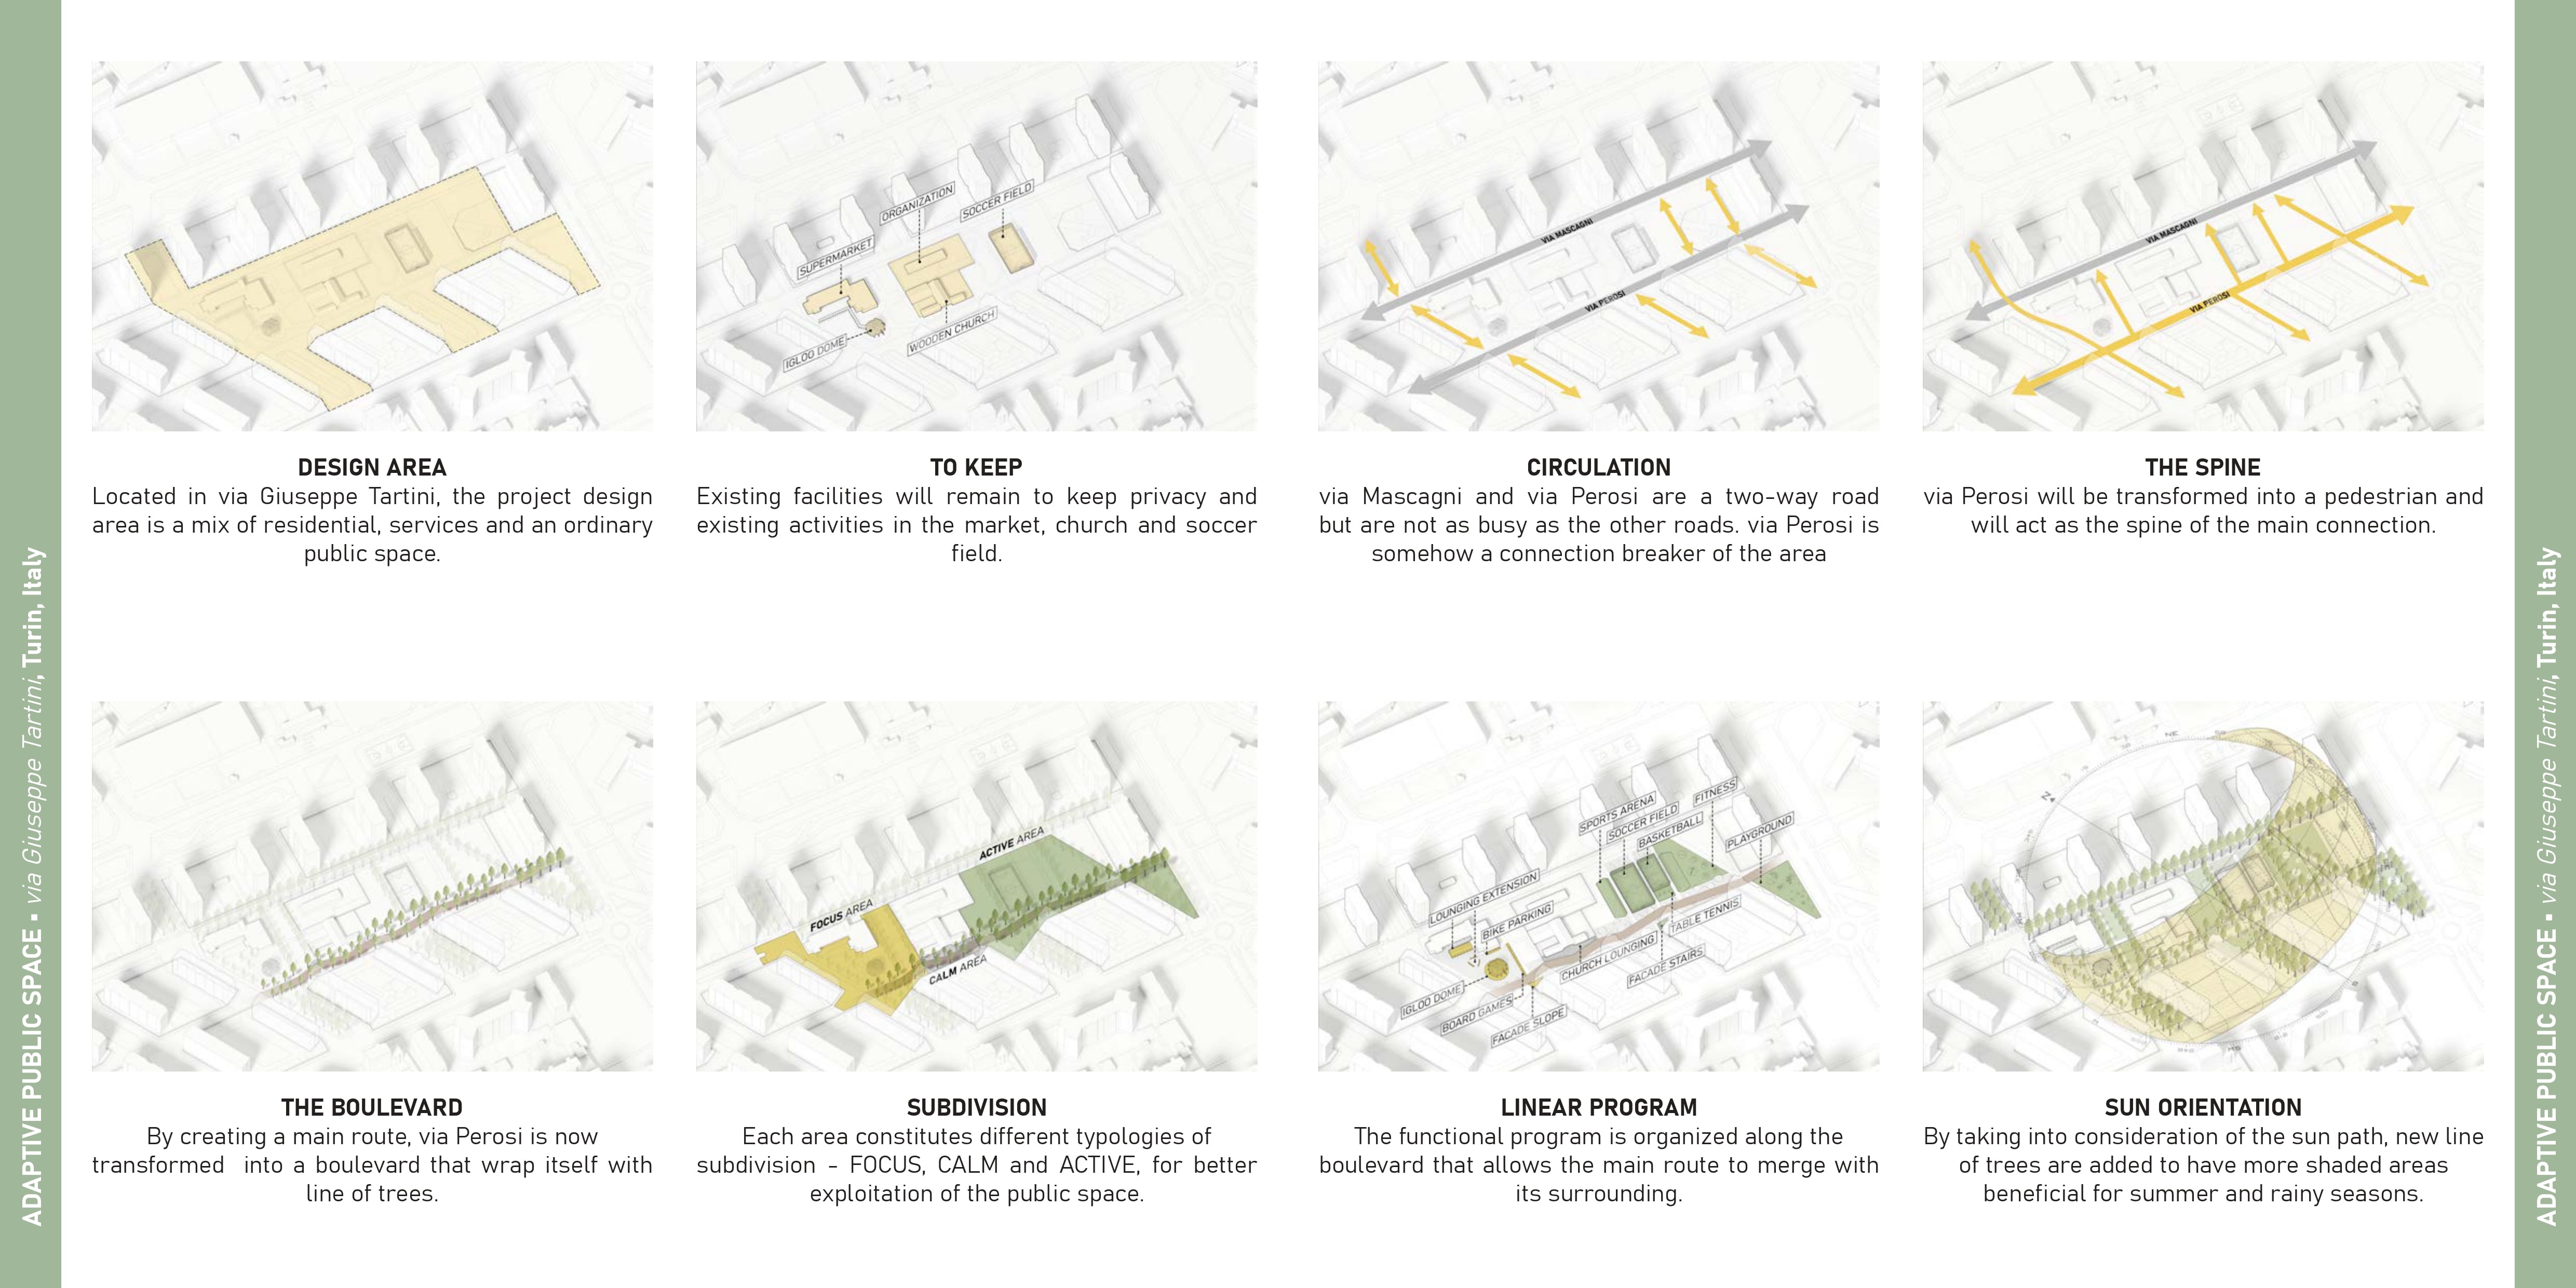 ADAPTIVE PUBLIC SPACE ▪ via Giuseppe Tartini, Turin, Italy
ORGANIZATION
SOCCER FIELD
SUPERMARKET
IGLOO DOME
WOODEN CHURCH
VIA MASCAGNI
VIA PEROSI
VIA MASCAGNI
VIA PEROSI
DESIGN AREA
Located in via Giuseppe Tartini, the project design
area is a mix of residential, services and an ordinary
public space.
TO KEEP
Existing facilities will remain to keep privacy and
existing activities in the market, church and soccer
field.
CIRCULATION
via Mascagni and via Perosi are a two-way road
but are not as busy as the other roads. via Perosi is
somehow a connection breaker of the area
THE SPINE
via Perosi will be transformed into a pedestrian and
will act as the spine of the main connection.
ACTIVE AREA
FOCUS AREA
CALM AREA
SPORTS ARENA
SOCCER FIELD
BASKETBALL
FITNESS
PLAYGROUND
LOUNGING EXTENSION
BIKE PARKING
TABLE TENNIS
CHURCH LOUNGING
FACADE STAIRS
IGLOO DOME
BOARD GAMES
FACADE SLOPE
NE
THE BOULEVARD
By creating a main route, via Perosi is now
transformed into a boulevard that wrap itself with
line of trees.
SUBDIVISION
Each area constitutes different typologies of
subdivision - FOCUS, CALM and ACTIVE, for better
exploitation of the public space.
LINEAR PROGRAM
The functional program is organized along the
boulevard that allows the main route to merge with
its surrounding.
SUN ORIENTATION
By taking into consideration of the sun path, new line
of trees are added to have more shaded areas
beneficial for summer and rainy seasons.
ADAPTIVE PUBLIC SPACE ▪ via Giuseppe Tartini, Turin, Italy